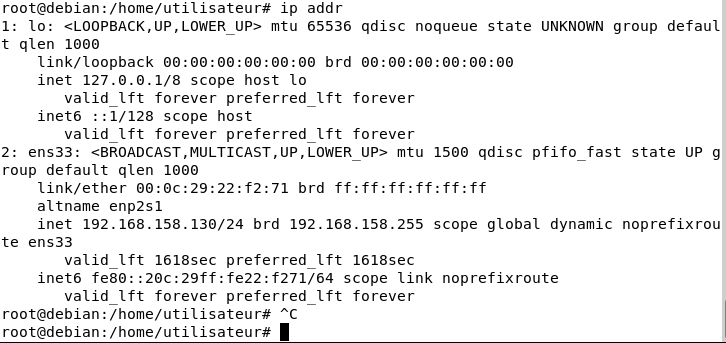 root@debian:/home/utilisateur# ip addr
1: lo: <LOOPBACK,UP,LOWER_UP> mtu 65536 qdisc noqueue state UNKNOWN group defaul
t qlen 1000
    link/loopback 00:00:00:00:00:00 brd 00:00:00:00:00:00
    inet 127.0.0.1/8 scope host lo
       valid_lft forever preferred_lft forever
    inet6 ::1/128 scope host
       valid_lft forever preferred_lft forever
2: ens33: <BROADCAST,MULTICAST,UP,LOWER_UP> mtu 1500 qdisc pfifo_fast state UP g
roup default qlen 1000
    link/ether 00:0c:29:22:f2:71 brd ff:ff:ff:ff:ff:ff
    altname enp2s1
    inet 192.168.158.130/24 brd 192.168.158.255 scope global dynamic noprefixrou
te ens33
       valid_lft 1618sec preferred_lft 1618sec
    inet6 fe80::20c:29ff:fe22:f271/64 scope link noprefixroute
       valid_lft forever preferred_lft forever
root@debian:/home/utilisateur# ^C
root@debian:/home/utilisateur#